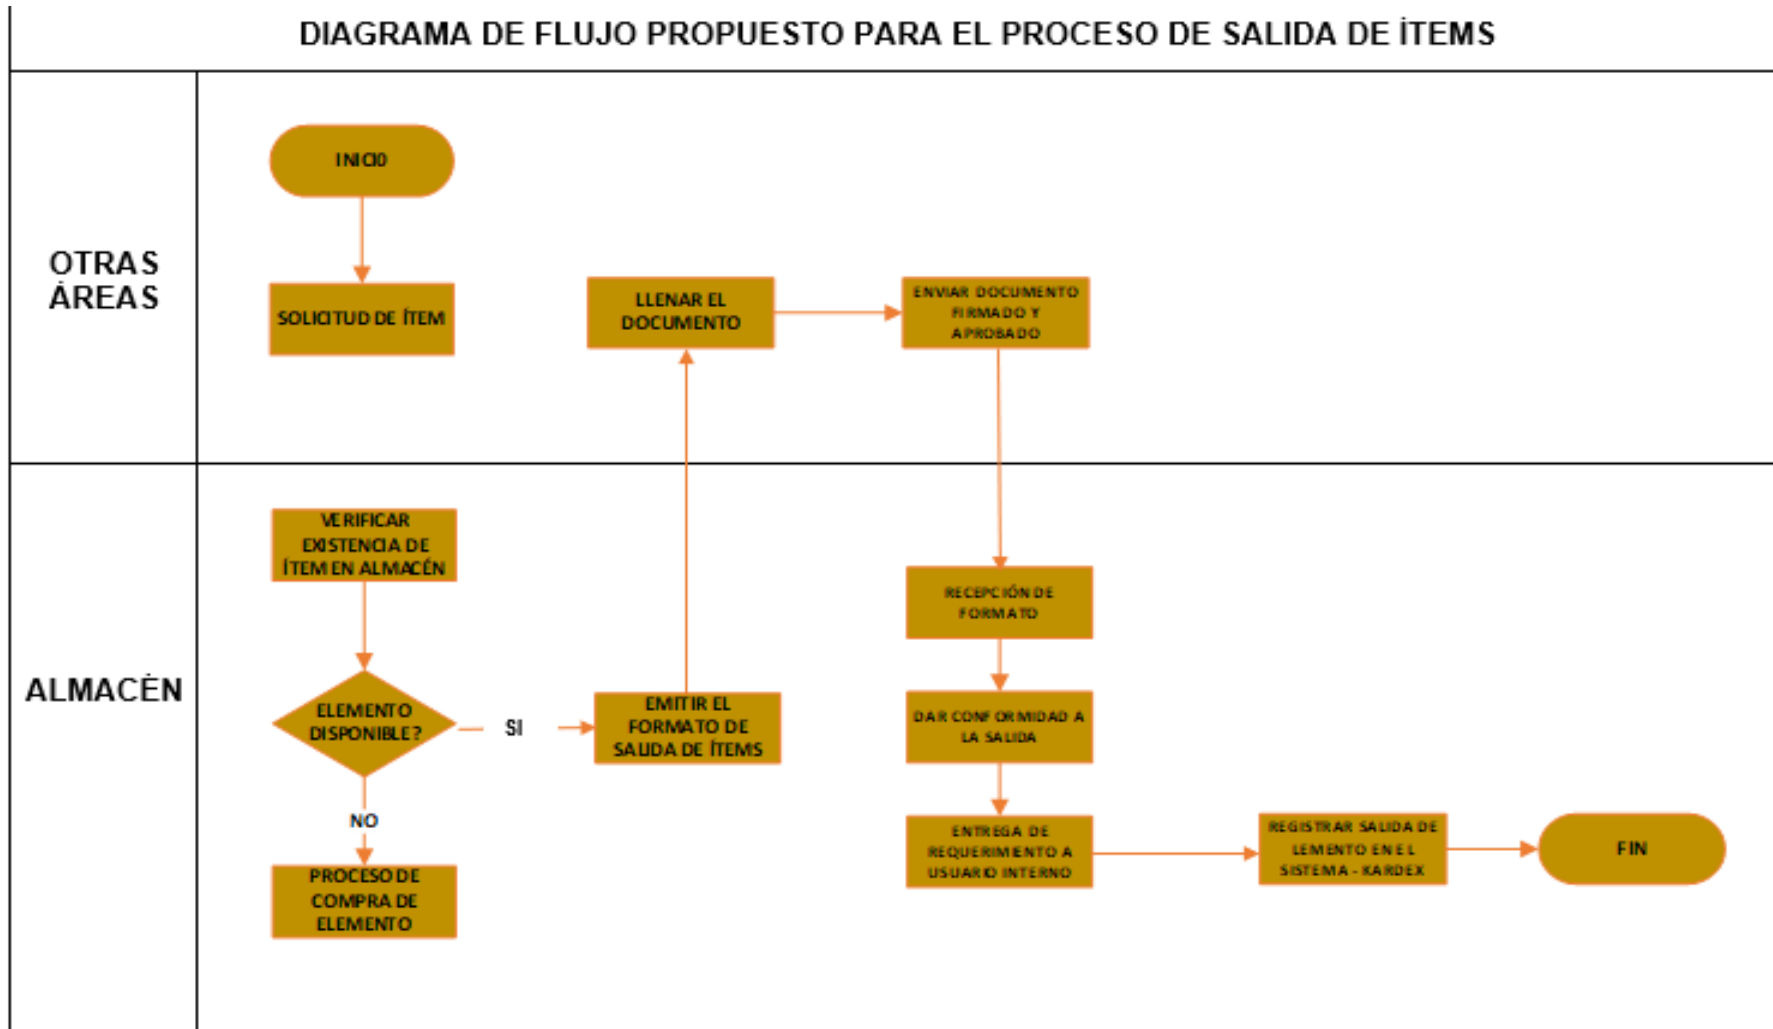 DIAGRAMA DE FLUJO PROPUESTO PARA EL PROCESO DE SALIDA DE ÍTEMS
OTRAS
ÁREAS
INICI0
SOLICITUD DE ÍTEM
LLENAR EL
DOCUMENTO
ENVIAR DOCUMENTO
FIRMADO Y
APROBADO
ALMACÉN
VERIFICAR
EXISTENCIA DE
ÍTEM EN ALMACÉN
ELEMENTO
DISPONIBLE?
SI
NO
PROCESO DE
COMPRA DE
ELEMENTO
EMITIR EL
FORMATO DE
SALIDA DE ÍTEMS
RECEPCIÓN DE
FORMATO
DAR CONFORMIDAD A
LA SALIDA
ENTREGA DE
REQUERIMIENTO A
USUARIO INTERNO
REGISTRAR SALIDA DE
LEMENTO EN EL
SISTEMA - KARDEX
FIN